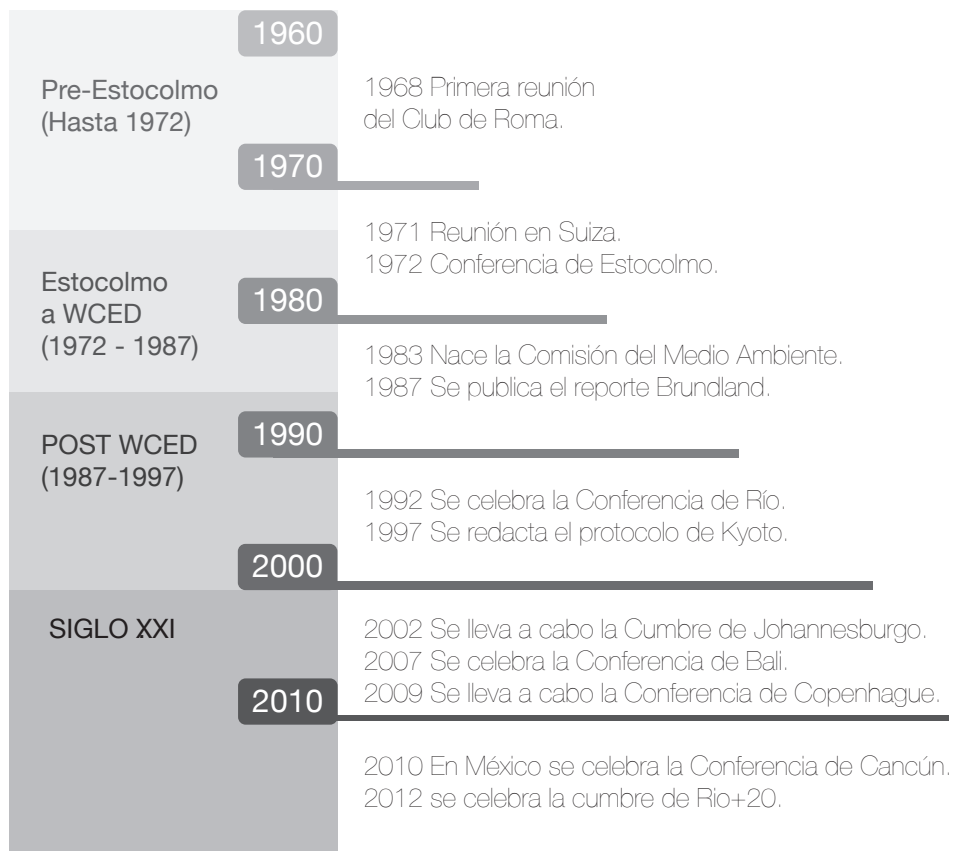 1960
Pre-Estocolmo
(Hasta 1972)
1968 Primera reunión
del Club de Roma.
1970
1971 Reunión en Suiza.
1972 Conferencia de Estocolmo.
Estocolmo
a WCED
(1972 - 1987)
1980
1983 Nace la Comisión del Medio Ambiente.
1987 Se publica el reporte Brundland.
1990
POST WCED
(1987-1997)
1992 Se celebra la Conferencia de Río.
1997 Se redacta el protocolo de Kyoto.
2000
SIGLO XXI
2002 Se lleva a cabo la Cumbre de Johannesburgo.
2007 Se celebra la Conferencia de Bali.
2009 Se lleva a cabo la Conferencia de Copenhague.
2010
2010 En México se celebra la Conferencia de Cancún.
2012 se celebra la cumbre de Rio+20.